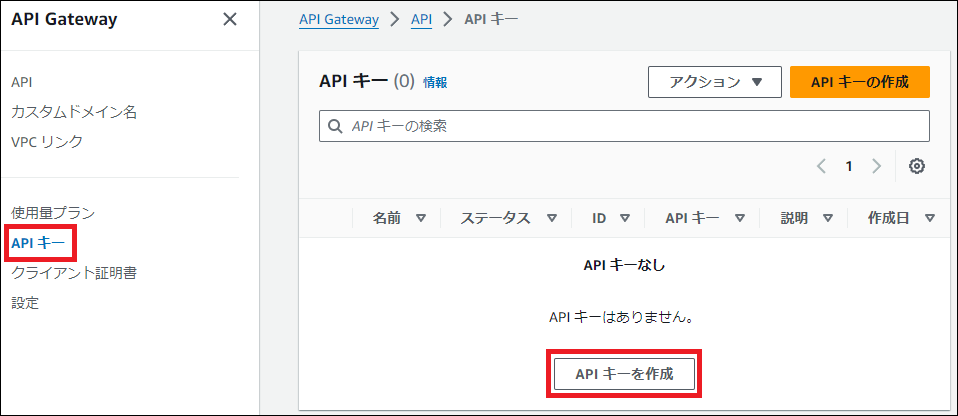 API Gateway
API
カスタムドメイン名
VPC リンク
使用量プラン
API キー
クライアント証明書
設定
API Gateway > API > API キー
API キー (0) 情報
アクション ▼
API キーの作成
API キーの検索
< 1 >
名前 ステータス ID API キー 説明 作成日
API キーなし
API キーはありません。
API キーを作成